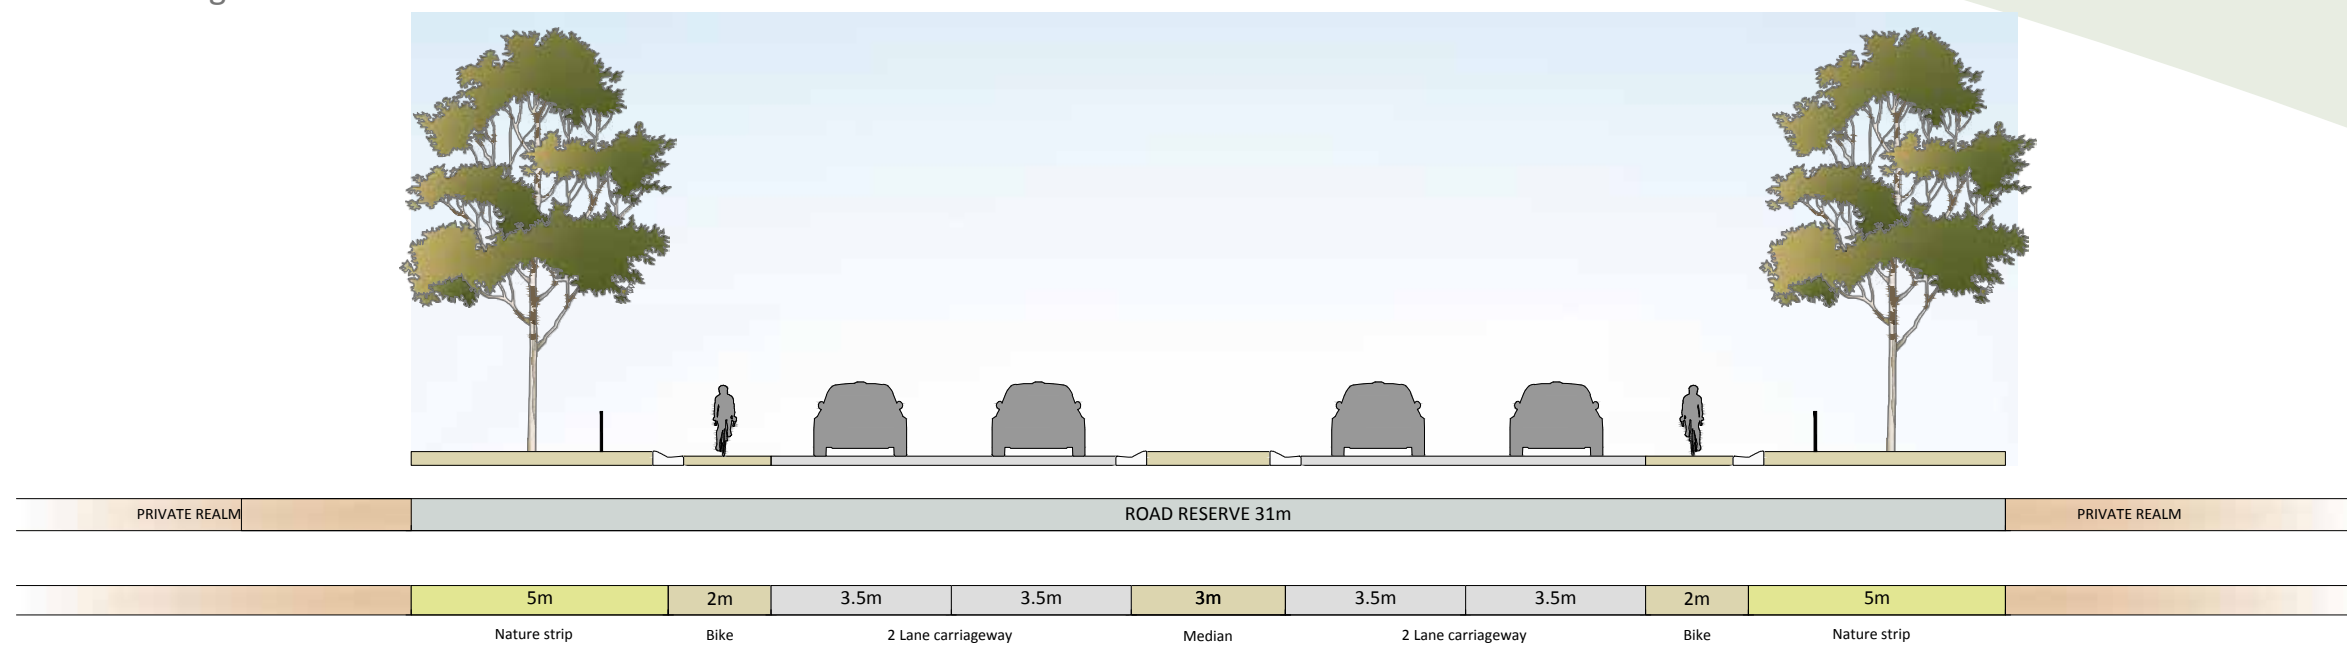 PRIVATE REALM
ROAD RESERVE 31m
PRIVATE REALM
5m 2m 3.5m 3.5m 3m 3.5m 3.5m 2m 5m
Nature strip Bike 2 Lane carriageway Median 2 Lane carriageway Bike Nature strip